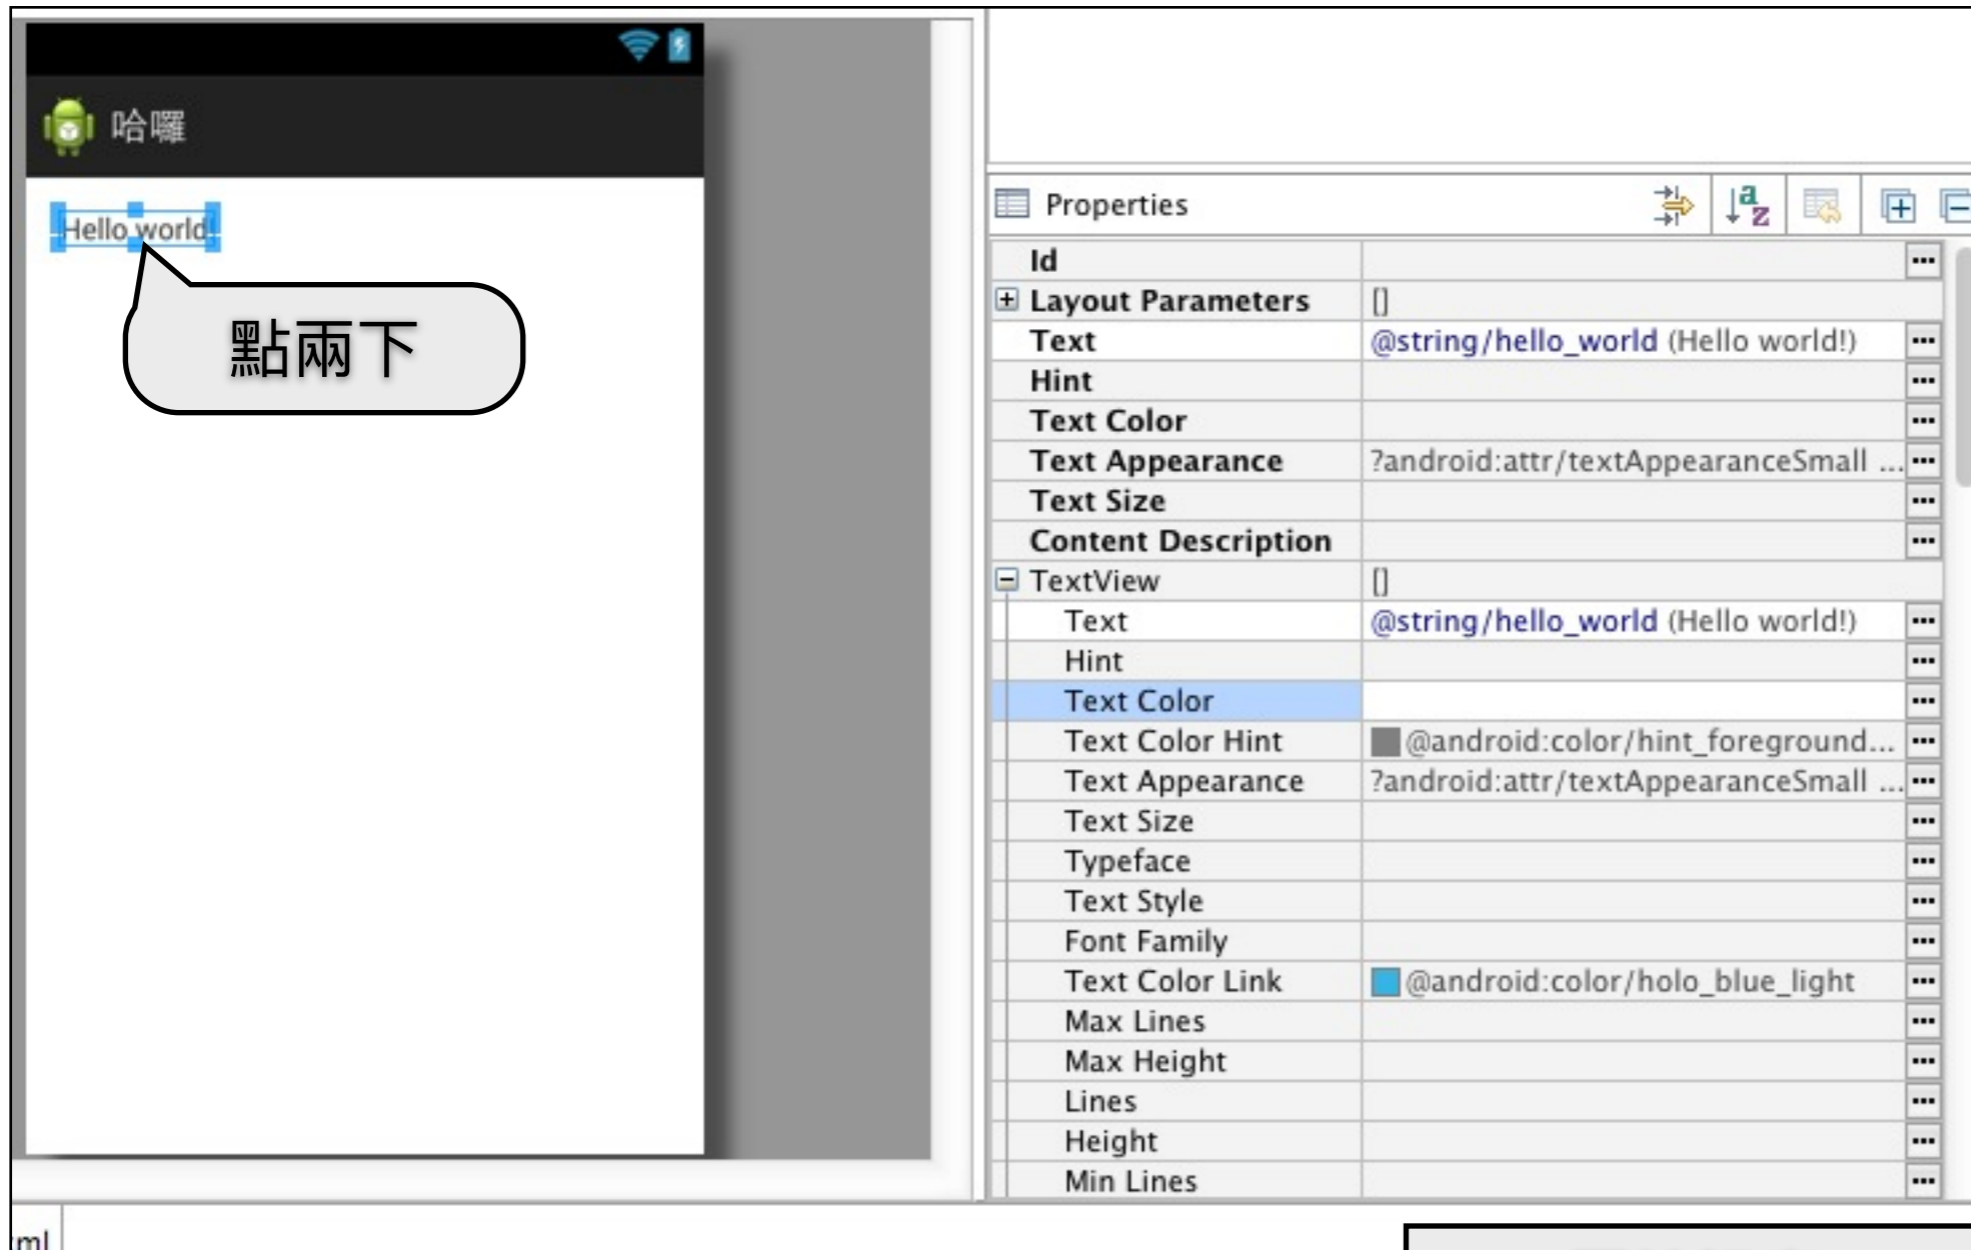 哈囉
Hello world!
點兩下
Properties
Id
Layout Parameters []
Text @string/hello_world (Hello world!)
Hint
Text Color
Text Appearance ?android:attr/textAppearanceSmall ...
Text Size
Content Description
TextView []
Text @string/hello_world (Hello world!)
Hint
Text Color
Text Color Hint @android:color/hint_foreground...
Text Appearance ?android:attr/textAppearanceSmall ...
Text Size
Typeface
Text Style
Font Family
Text Color Link @android:color/holo_blue_light
Max Lines
Max Height
Lines
Height
Min Lines
ml